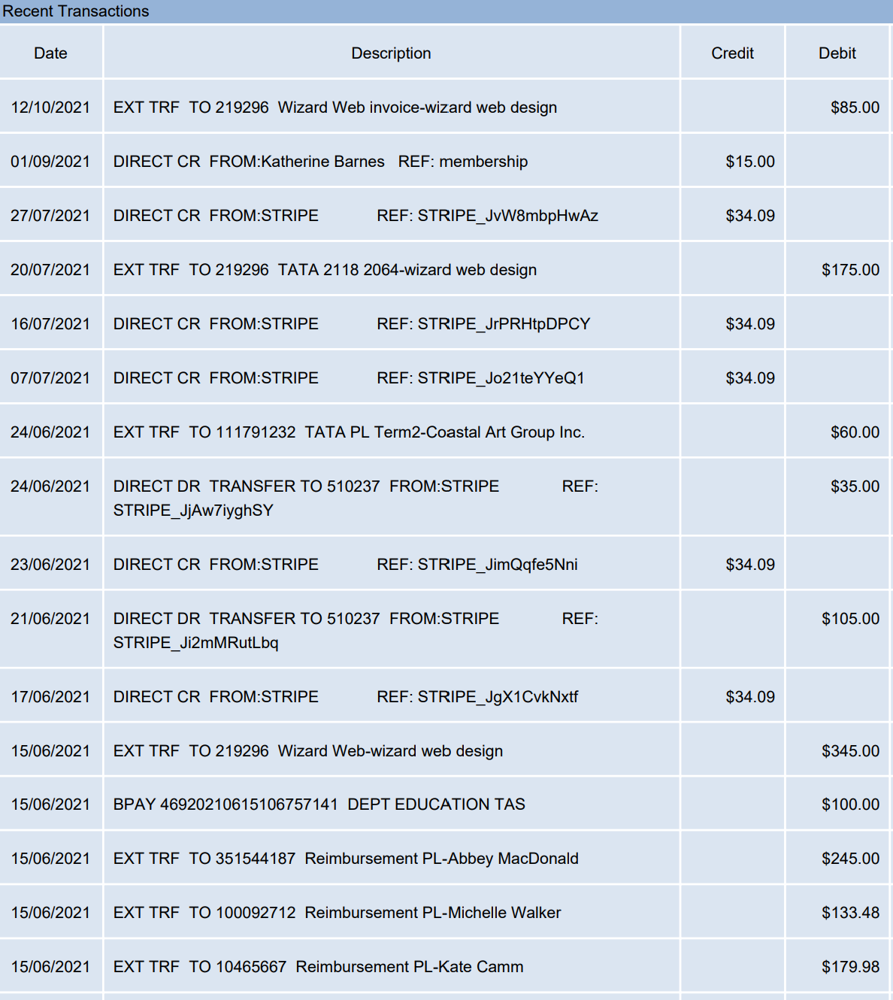 Recent Transactions
Date Description Credit Debit
12/10/2021 EXT TRF TO 219296 Wizard Web invoice-wizard web design $85.00
01/09/2021 DIRECT CR FROM:Katherine Barnes REF: membership $15.00
27/07/2021 DIRECT CR FROM:STRIPE REF: STRIPE_JvW8mbpHwAz $34.09
20/07/2021 EXT TRF TO 219296 TATA 2118 2064-wizard web design $175.00
16/07/2021 DIRECT CR FROM:STRIPE REF: STRIPE_JrPRHtpDPCY $34.09
07/07/2021 DIRECT CR FROM:STRIPE REF: STRIPE_Jo21teYYeQ1 $34.09
24/06/2021 EXT TRF TO 111791232 TATA PL Term2-Coastal Art Group Inc. $60.00
24/06/2021 DIRECT DR TRANSFER TO 510237 FROM:STRIPE REF: $35.00
STRIPE_JjAw7iyghSY
23/06/2021 DIRECT CR FROM:STRIPE REF: STRIPE_JimQqfe5Nni $34.09
21/06/2021 DIRECT DR TRANSFER TO 510237 FROM:STRIPE REF: $105.00
STRIPE_Ji2mMRutLbq
17/06/2021 DIRECT CR FROM:STRIPE REF: STRIPE_JgX1CvkNxtf $34.09
15/06/2021 EXT TRF TO 219296 Wizard Web-wizard web design $345.00
15/06/2021 BPAY 46920210615106757141 DEPT EDUCATION TAS $100.00
15/06/2021 EXT TRF TO 351544187 Reimbursement PL-Abbey MacDonald $245.00
15/06/2021 EXT TRF TO 100092712 Reimbursement PL-Michelle Walker $133.48
15/06/2021 EXT TRF TO 10465667 Reimbursement PL-Kate Camm $179.98